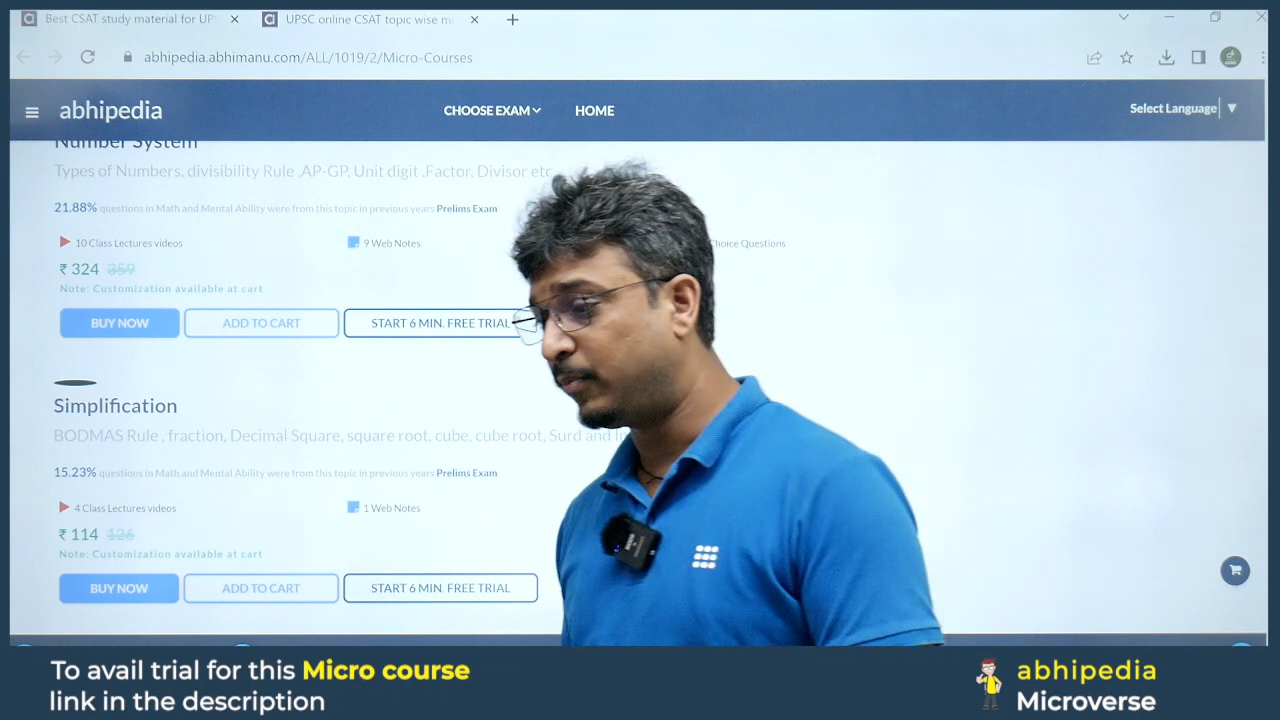 Best CSAT study material for UP
UPSC online CSAT topic wise m
abhipedia.abhimanu.com/ALL/1019/2/Micro-Courses
abhipedia
CHOOSE EXAM
HOME
Select Language
Number System
Types of Numbers, divisibility Rule ,AP-GP, Unit digit ,Factor, Divisor etc
21.88% questions in Math and Mental Ability were from this topic in previous years Prelims Exam
10 Class Lectures videos
9 Web Notes
Choice Questions
₹ 324 359
Note: Customization available at cart
BUY NOW
ADD TO CART
START 6 MIN. FREE TRIAL
Simplification
BODMAS Rule , fraction, Decimal Square, square root, cube, cube root, Surd and
15.23% questions in Math and Mental Ability were from this topic in previous years Prelims Exam
4 Class Lectures videos
1 Web Notes
₹ 114 126
Note: Customization available at cart
BUY NOW
ADD TO CART
START 6 MIN. FREE TRIAL
To avail trial for this Micro course
link in the description
abhipedia
Microverse